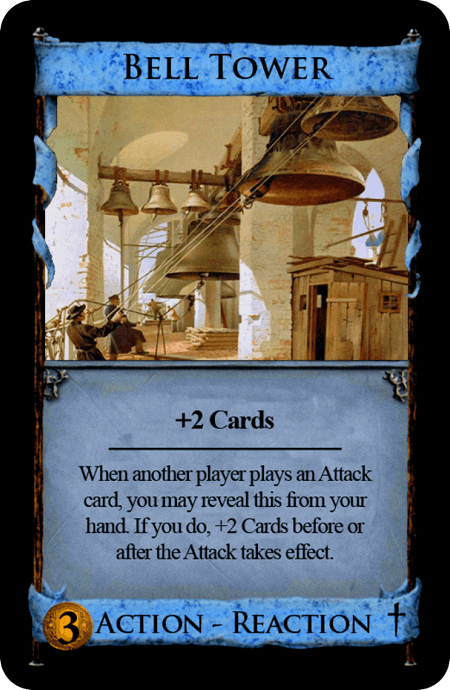 BELL TOWER
+2 Cards
When another player plays an Attack
card, you may reveal this from your
hand. If you do, +2 Cards before or
after the Attack takes effect.
3 ACTION - REACTION †